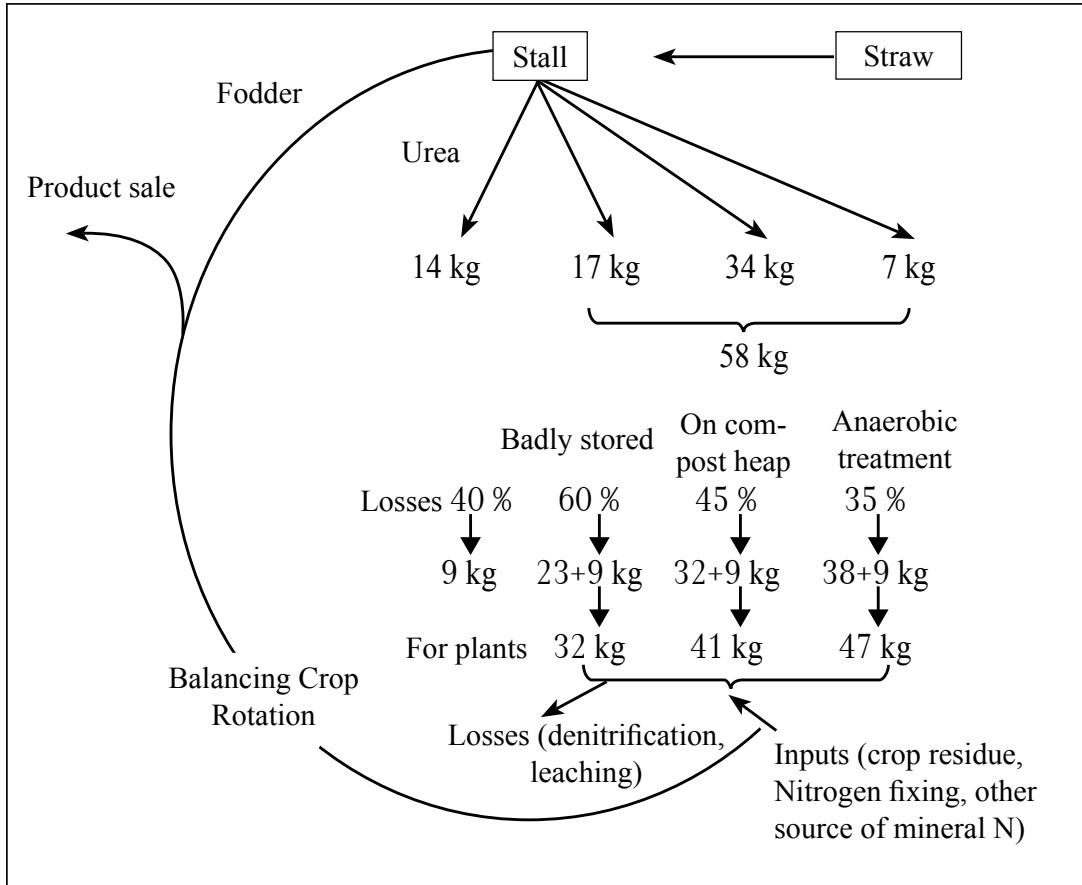 Stall
Straw
Fodder
Urea
Product sale
14 kg
17 kg
34 kg
7 kg
58 kg
Badly stored
On com-
post heap
Anaerobic
treatment
Losses 40 %
60 %
45 %
35 %
9 kg
23+9 kg
32+9 kg
38+9 kg
For plants
32 kg
41 kg
47 kg
Balancing Crop
Rotation
Losses (denitrification,
leaching)
Inputs (crop residue,
Nitrogen fixing, other
source of mineral N)